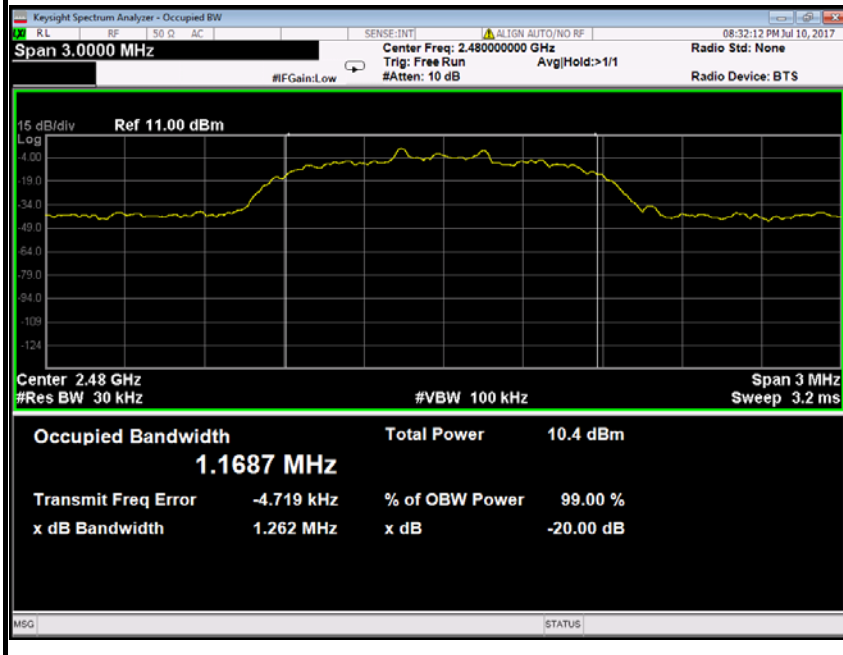 Keysight Spectrum Analyzer - Occupied BW
RL RF 50 Ω AC SENSE:INT ALIGN AUTO/NO RF 08:32:12 PM Jul 10, 2017
Span 3.0000 MHz
Center Freq: 2.480000000 GHz
Radio Std: None
Trig: Free Run Avg|Hold:>1/1
#IFGain:Low
#Atten: 10 dB
Radio Device: BTS
15 dB/div Ref 11.00 dBm
Log
-4.00
-19.0
-34.0
-49.0
-64.0
-79.0
-94.0
-109
-124
Center 2.48 GHz Span 3 MHz
#Res BW 30 kHz #VBW 100 kHz Sweep 3.2 ms
Occupied Bandwidth Total Power 10.4 dBm
1.1687 MHz
Transmit Freq Error -4.719 kHz % of OBW Power 99.00 %
x dB Bandwidth 1.262 MHz x dB -20.00 dB
MSG STATUS